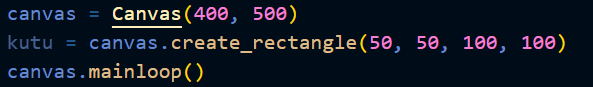 canvas = Canvas(400, 500)
kutu = canvas.create_rectangle(50, 50, 100, 100)
canvas.mainloop()